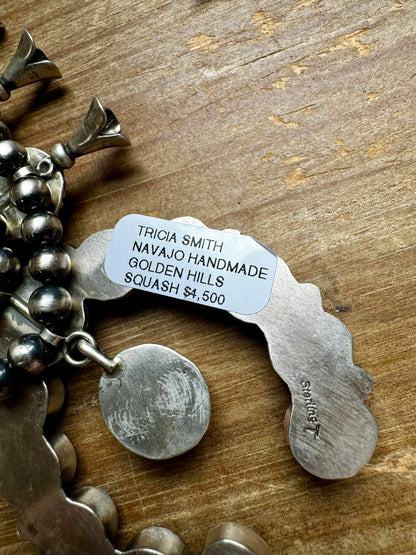 TRICIA SMITH
NAVAJO HANDMADE
GOLDEN HILLS
SQUASH $4,500
Sterling T